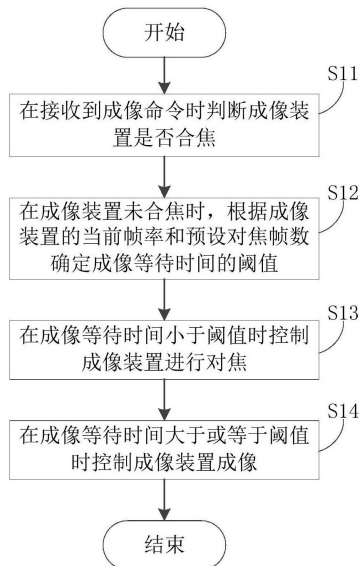 开始
S11
在接收到成像命令时判断成像装
置是否合焦
S12
在成像装置未合焦时，根据成像
装置的当前帧率和预设对焦帧数
确定成像等待时间的阈值
S13
在成像等待时间小于阈值时控制
成像装置进行对焦
S14
在成像等待时间大于或等于阈值
时控制成像装置成像
结束